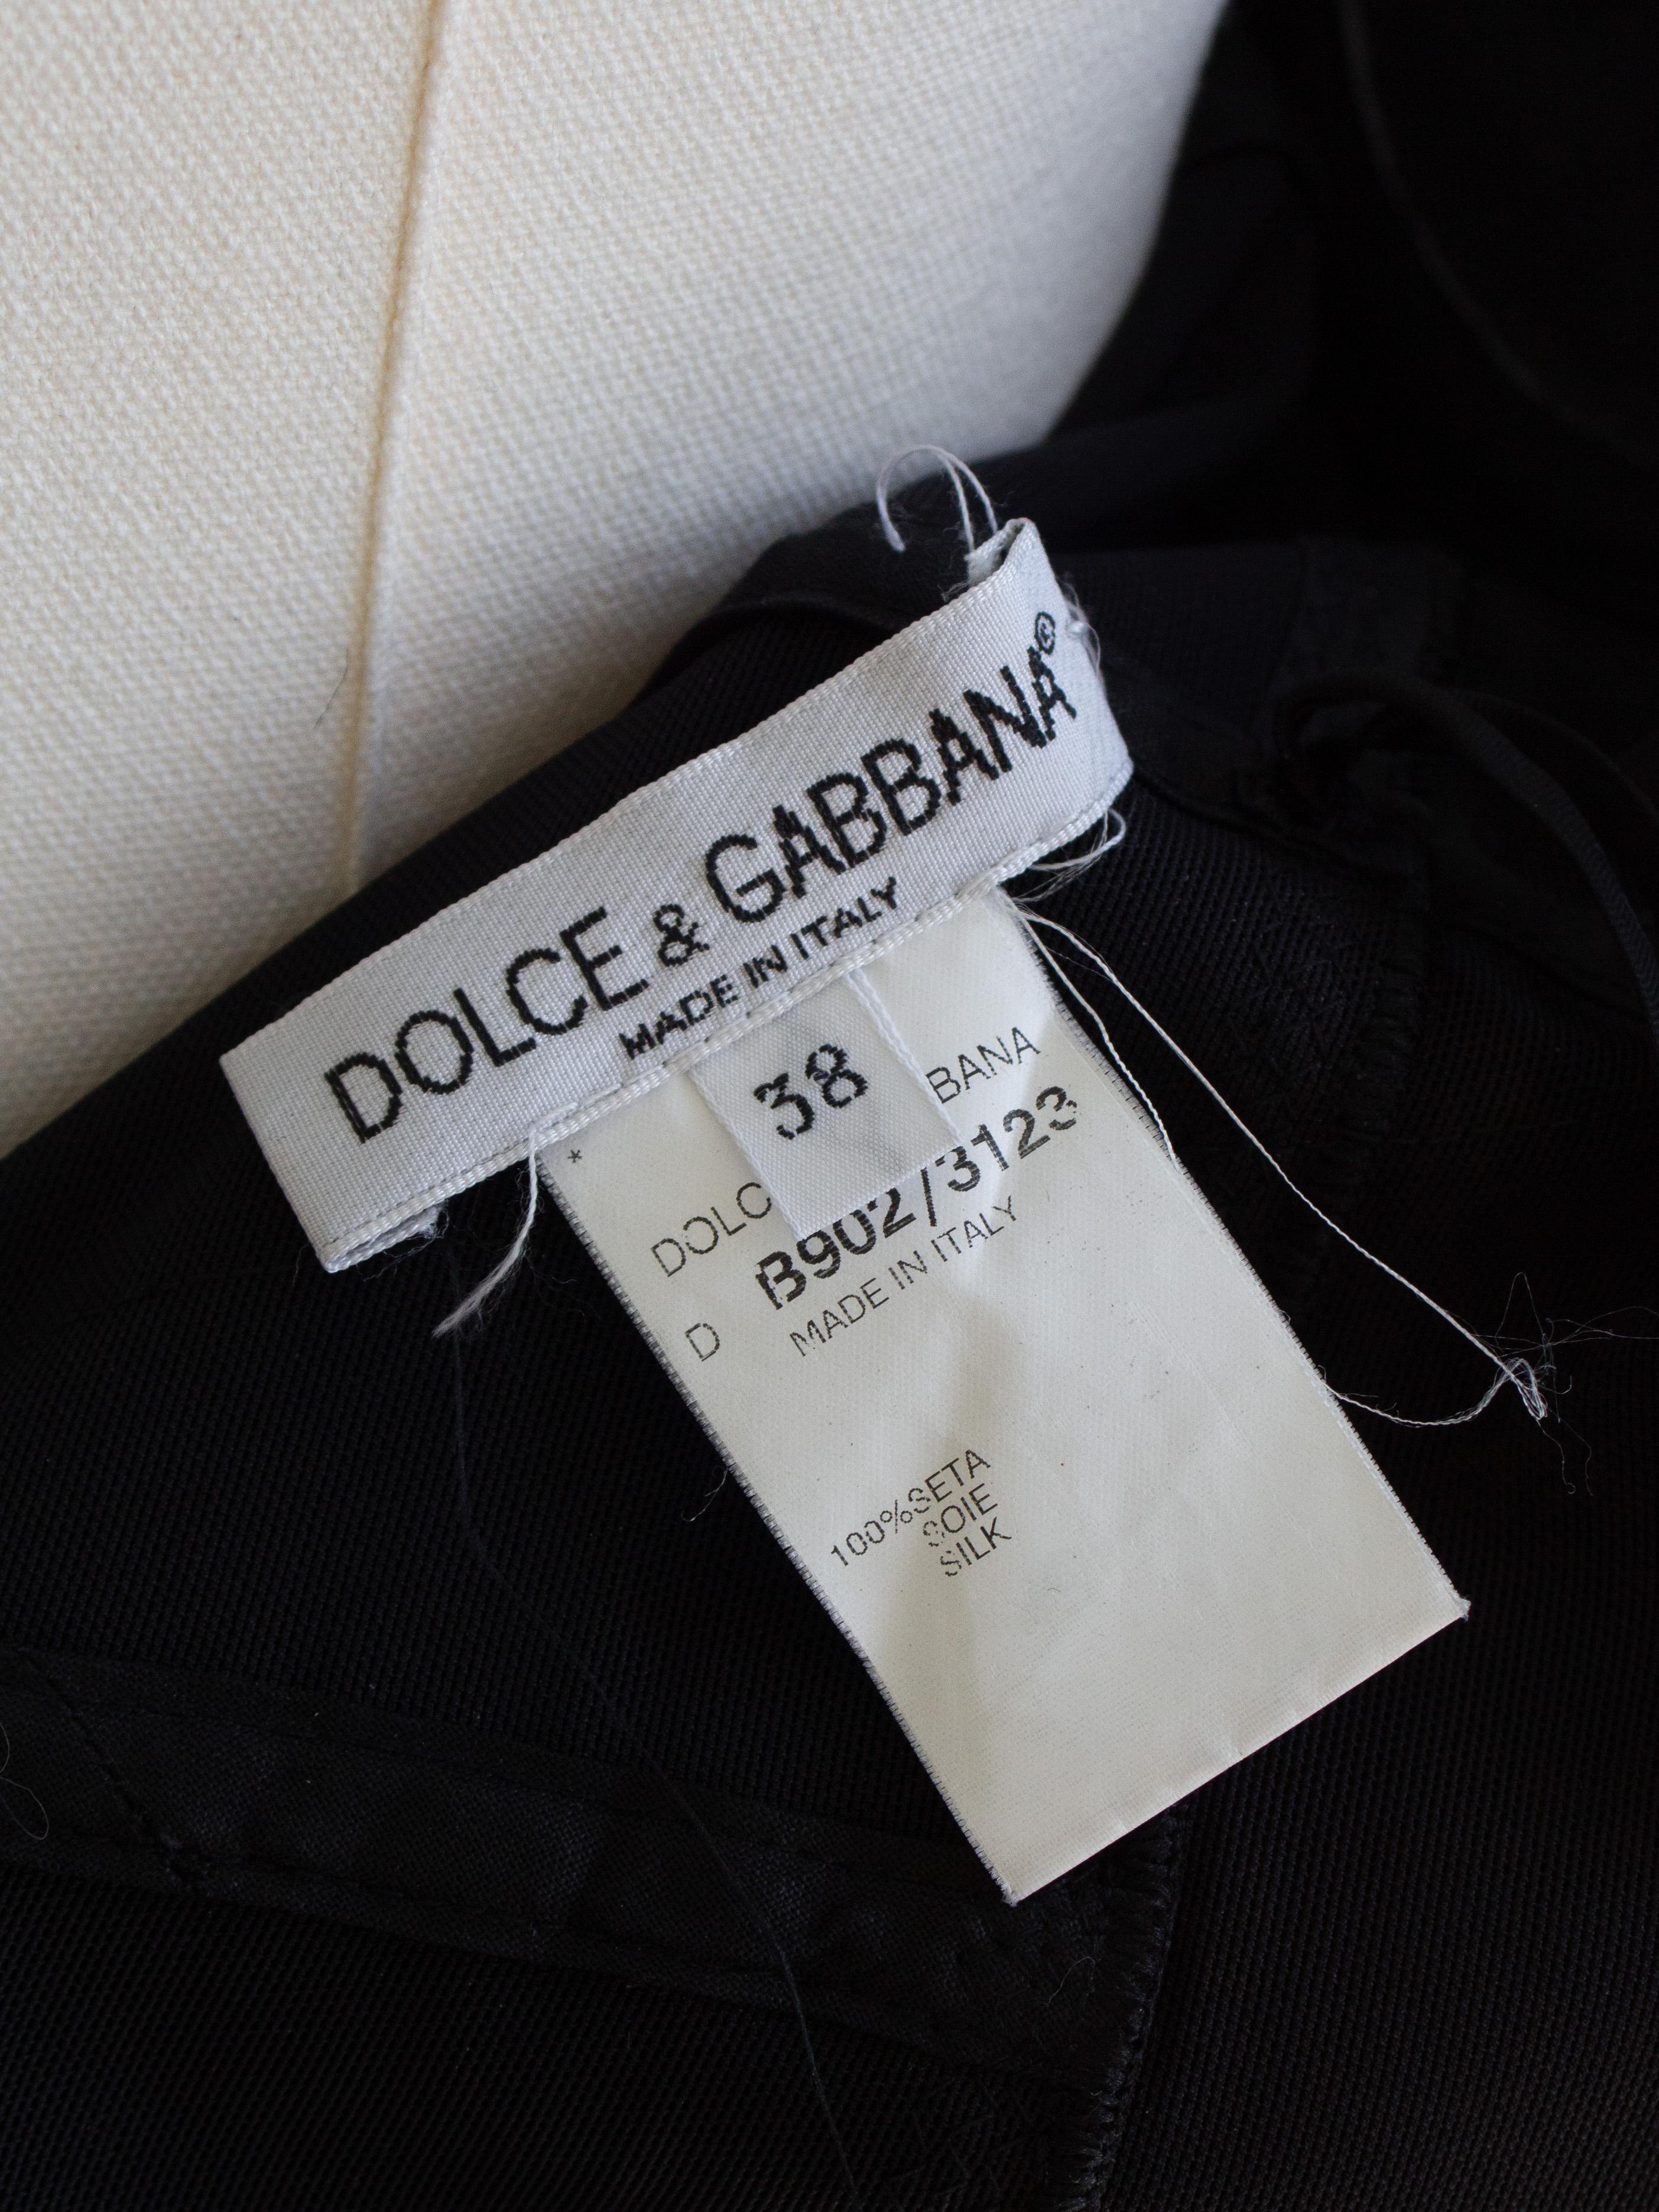 DOLCE & GABBANA©
MADE IN ITALY
38
*
DOLC BANA
B902/3123
D MADE IN ITALY
100%SETA
SOIE
SILK